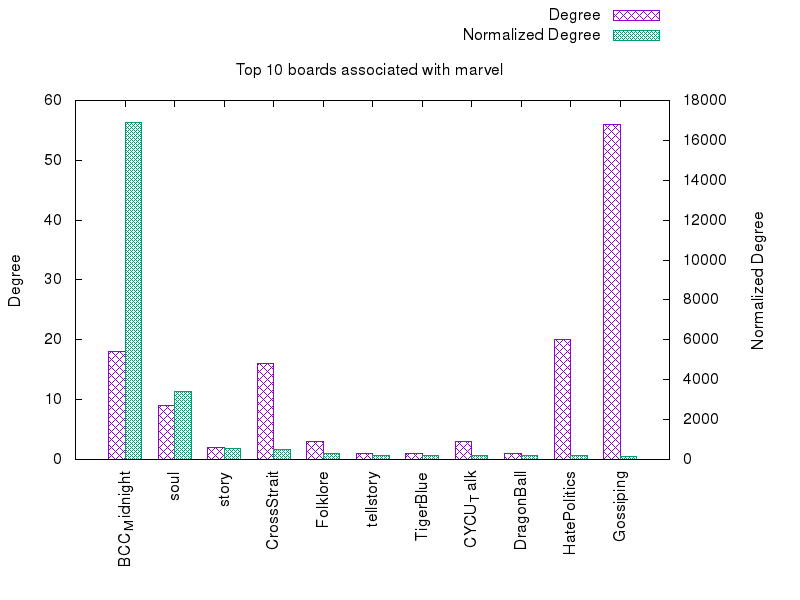 Degree
Normalized Degree
Top 10 boards associated with marvel
60
50
40
30
20
10
0
Degree
18000
16000
14000
12000
10000
8000
6000
4000
2000
0
Normalized Degree
BCC_Midnight
soul
story
CrossStrait
Folklore
tellstory
TigerBlue
CYCU_Talk
DragonBall
HatePolitics
Gossiping